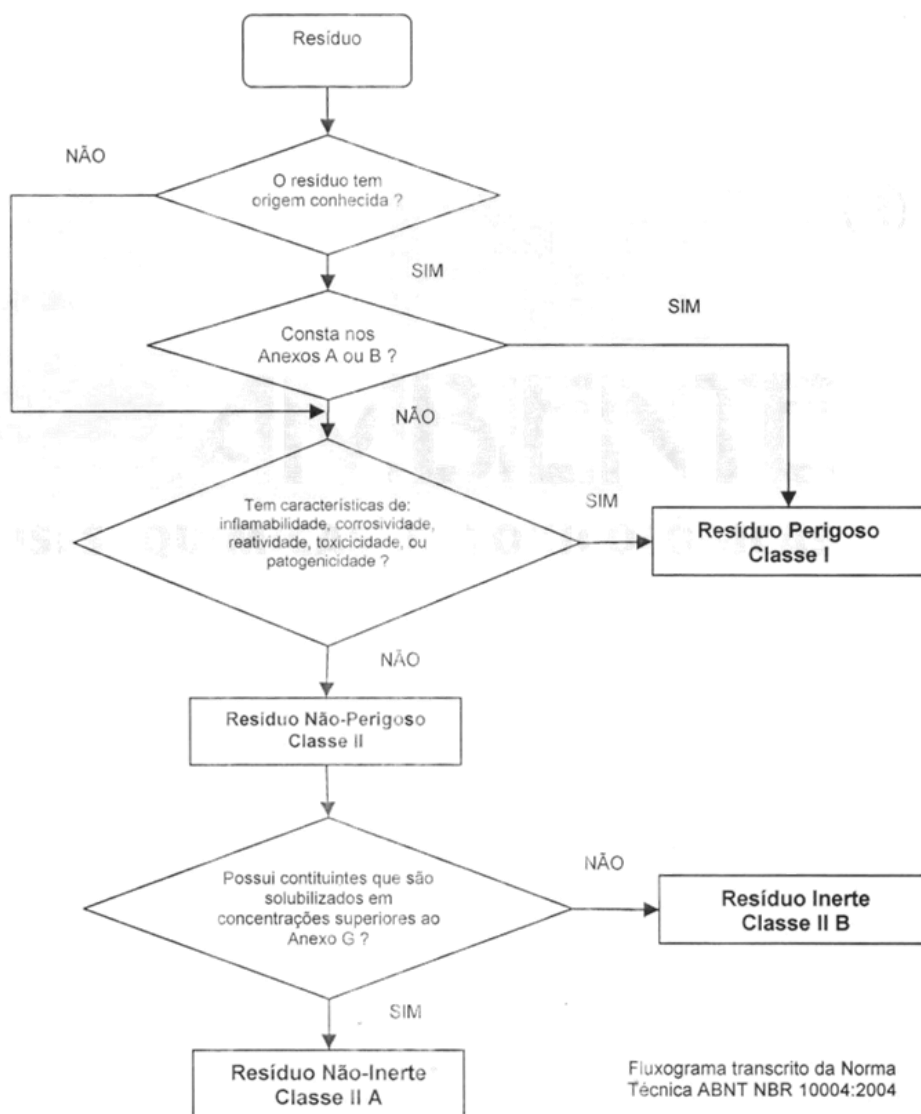 Resíduo
NÃO
O resíduo tem
origem conhecida ?
SIM
SIM
Consta nos
Anexos A ou B ?
NÃO
Tem características de:
inflamabilidade, corrosividade,
reatividade, toxicicidade, ou
patogenicidade ?
SIM
Resíduo Perigoso
Classe I
NÃO
Resíduo Não-Perigoso
Classe II
Possui contituintes que são
solubilizados em
concentrações superiores ao
Anexo G ?
NÃO
Resíduo Inerte
Classe II B
SIM
Resíduo Não-Inerte
Classe II A
Fluxograma transcrito da Norma
Técnica ABNT NBR 10004:2004